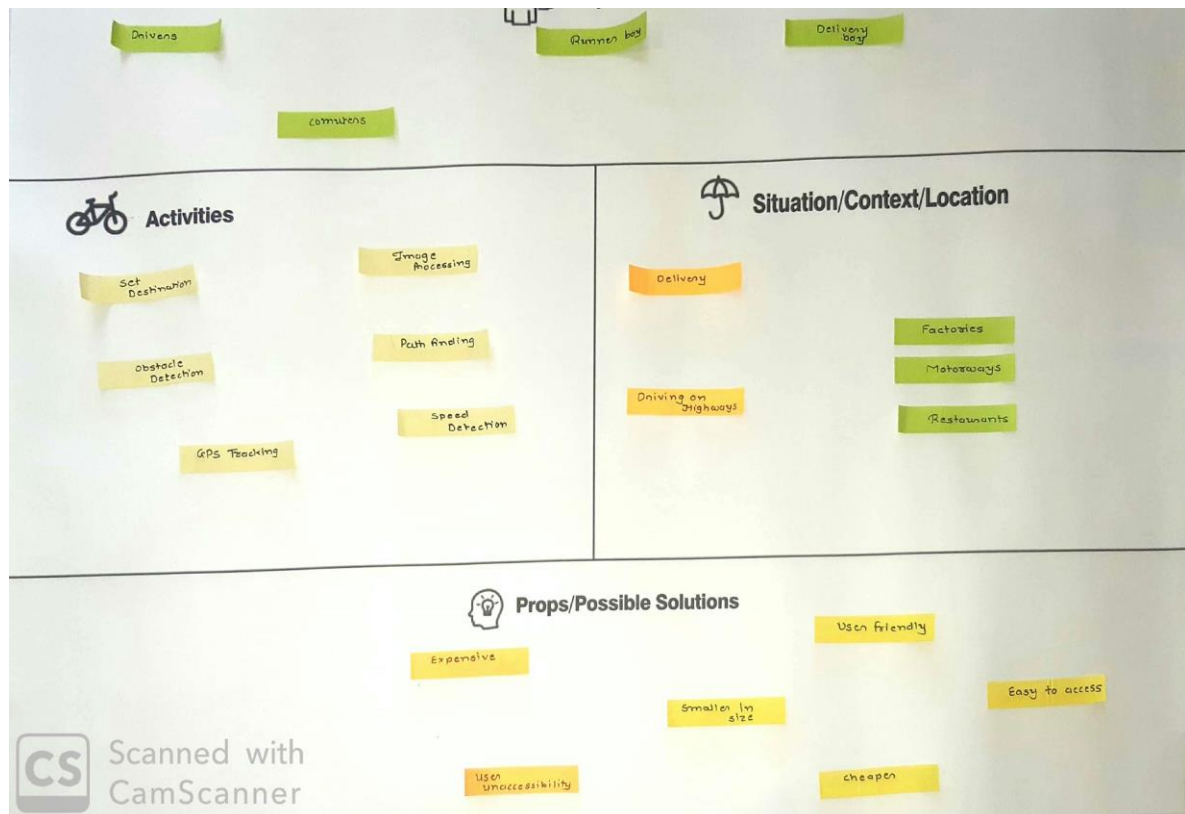 Drivers
Runner boy
Delivery
boy
comuters
Activities
Set
Destination
Image
Processing
Obstacle
Detection
Path finding
Speed
Detection
GPS Tracking
Situation/Context/Location
Delivery
Factories
Motorways
Driving on
Highways
Restaurants
Props/Possible Solutions
User friendly
Expensive
Easy to access
Smaller in
size
User
unaccessibility
cheaper
CS
Scanned with
CamScanner